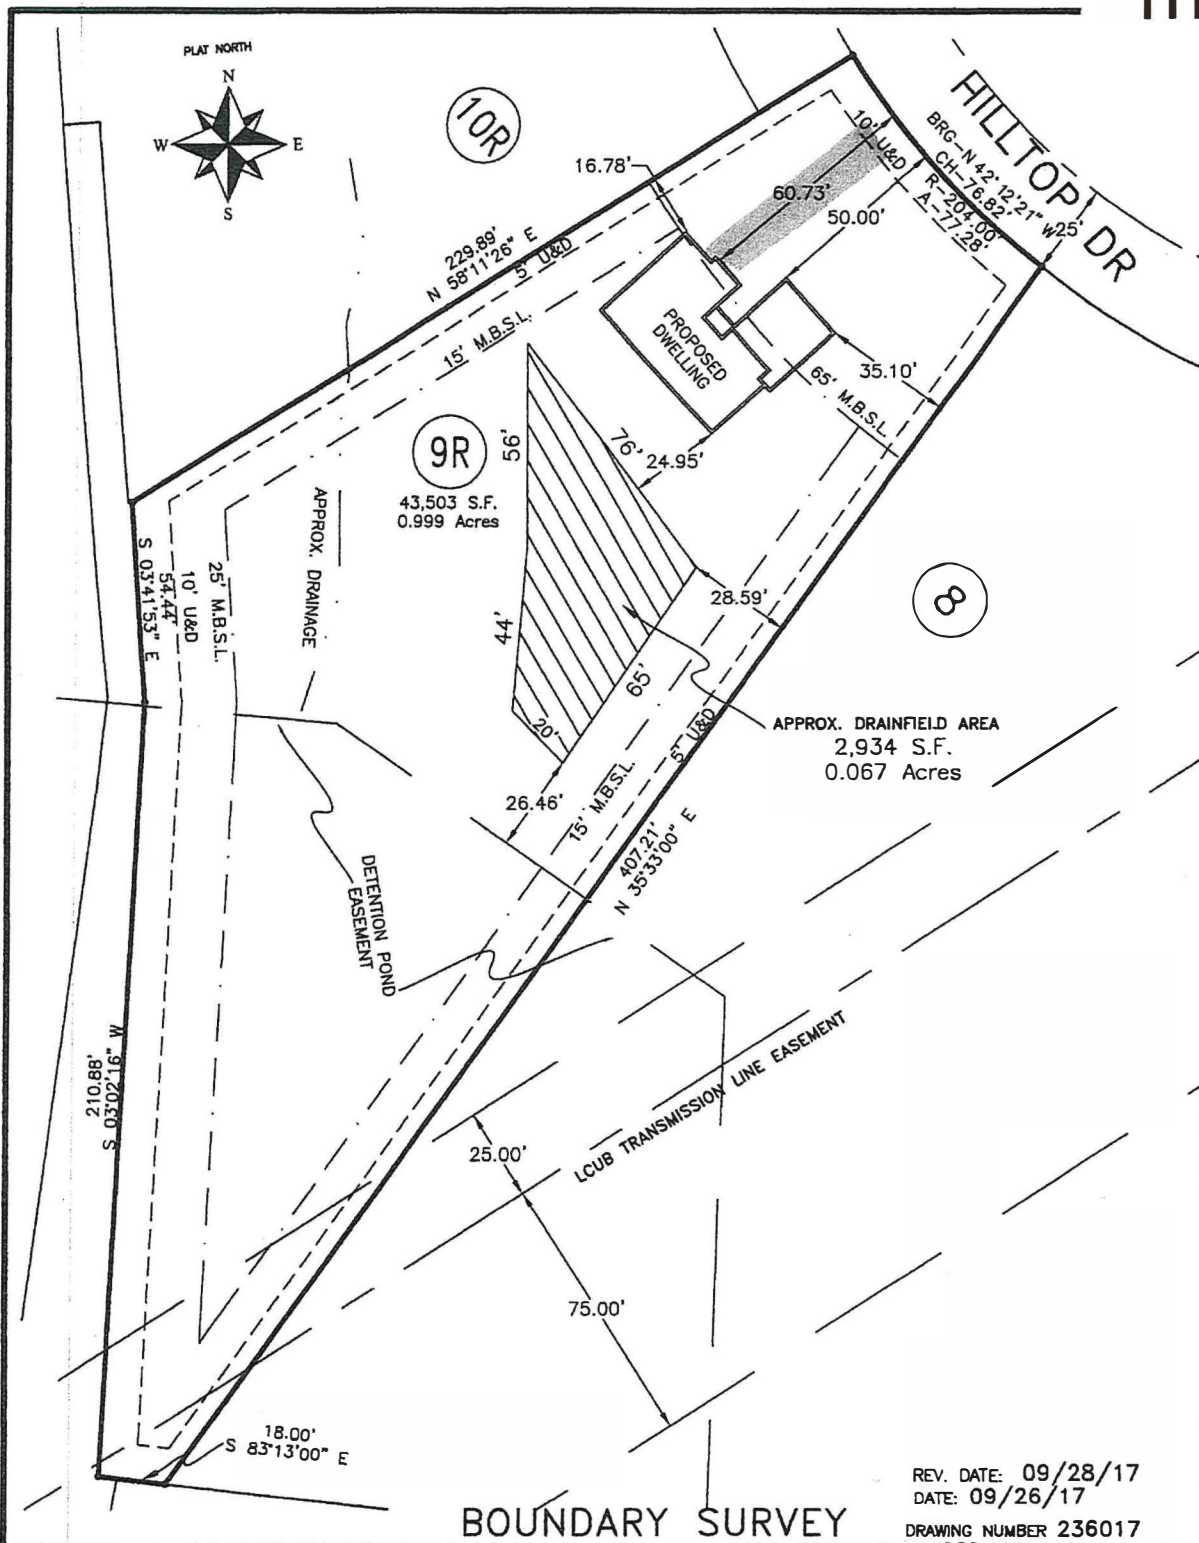 PLAT NORTH
N
W
E
S
10R
HILLTOP DR
BRG-N 42°12'21" W
CH-76.82'
R-204.00'
A-77.28'
25'
10' U&D
16.78'
60.73'
50.00'
229.89'
N 58°11'26" E
5' U&D
15' M.B.S.L.
PROPOSED
DWELLING
35.10'
65' M.B.S.L.
9R
43,503 S.F.
0.999 Acres
56'
76'
24.95'
APPROX. DRAINAGE
S 03°41'53" E
54.44'
10' U&D
25' M.B.S.L.
44'
28.59'
8
65'
20'
APPROX. DRAINFIELD AREA
2,934 S.F.
0.067 Acres
5' U&D
15' M.B.S.L.
26.46'
407.21'
N 35°33'00" E
DETENTION POND
EASEMENT
210.88'
S 03°02'16" W
LCUB TRANSMISSION LINE EASEMENT
25.00'
75.00'
18.00'
S 83°13'00" E
REV. DATE: 09/28/17
DATE: 09/26/17
BOUNDARY SURVEY
DRAWING NUMBER 236017